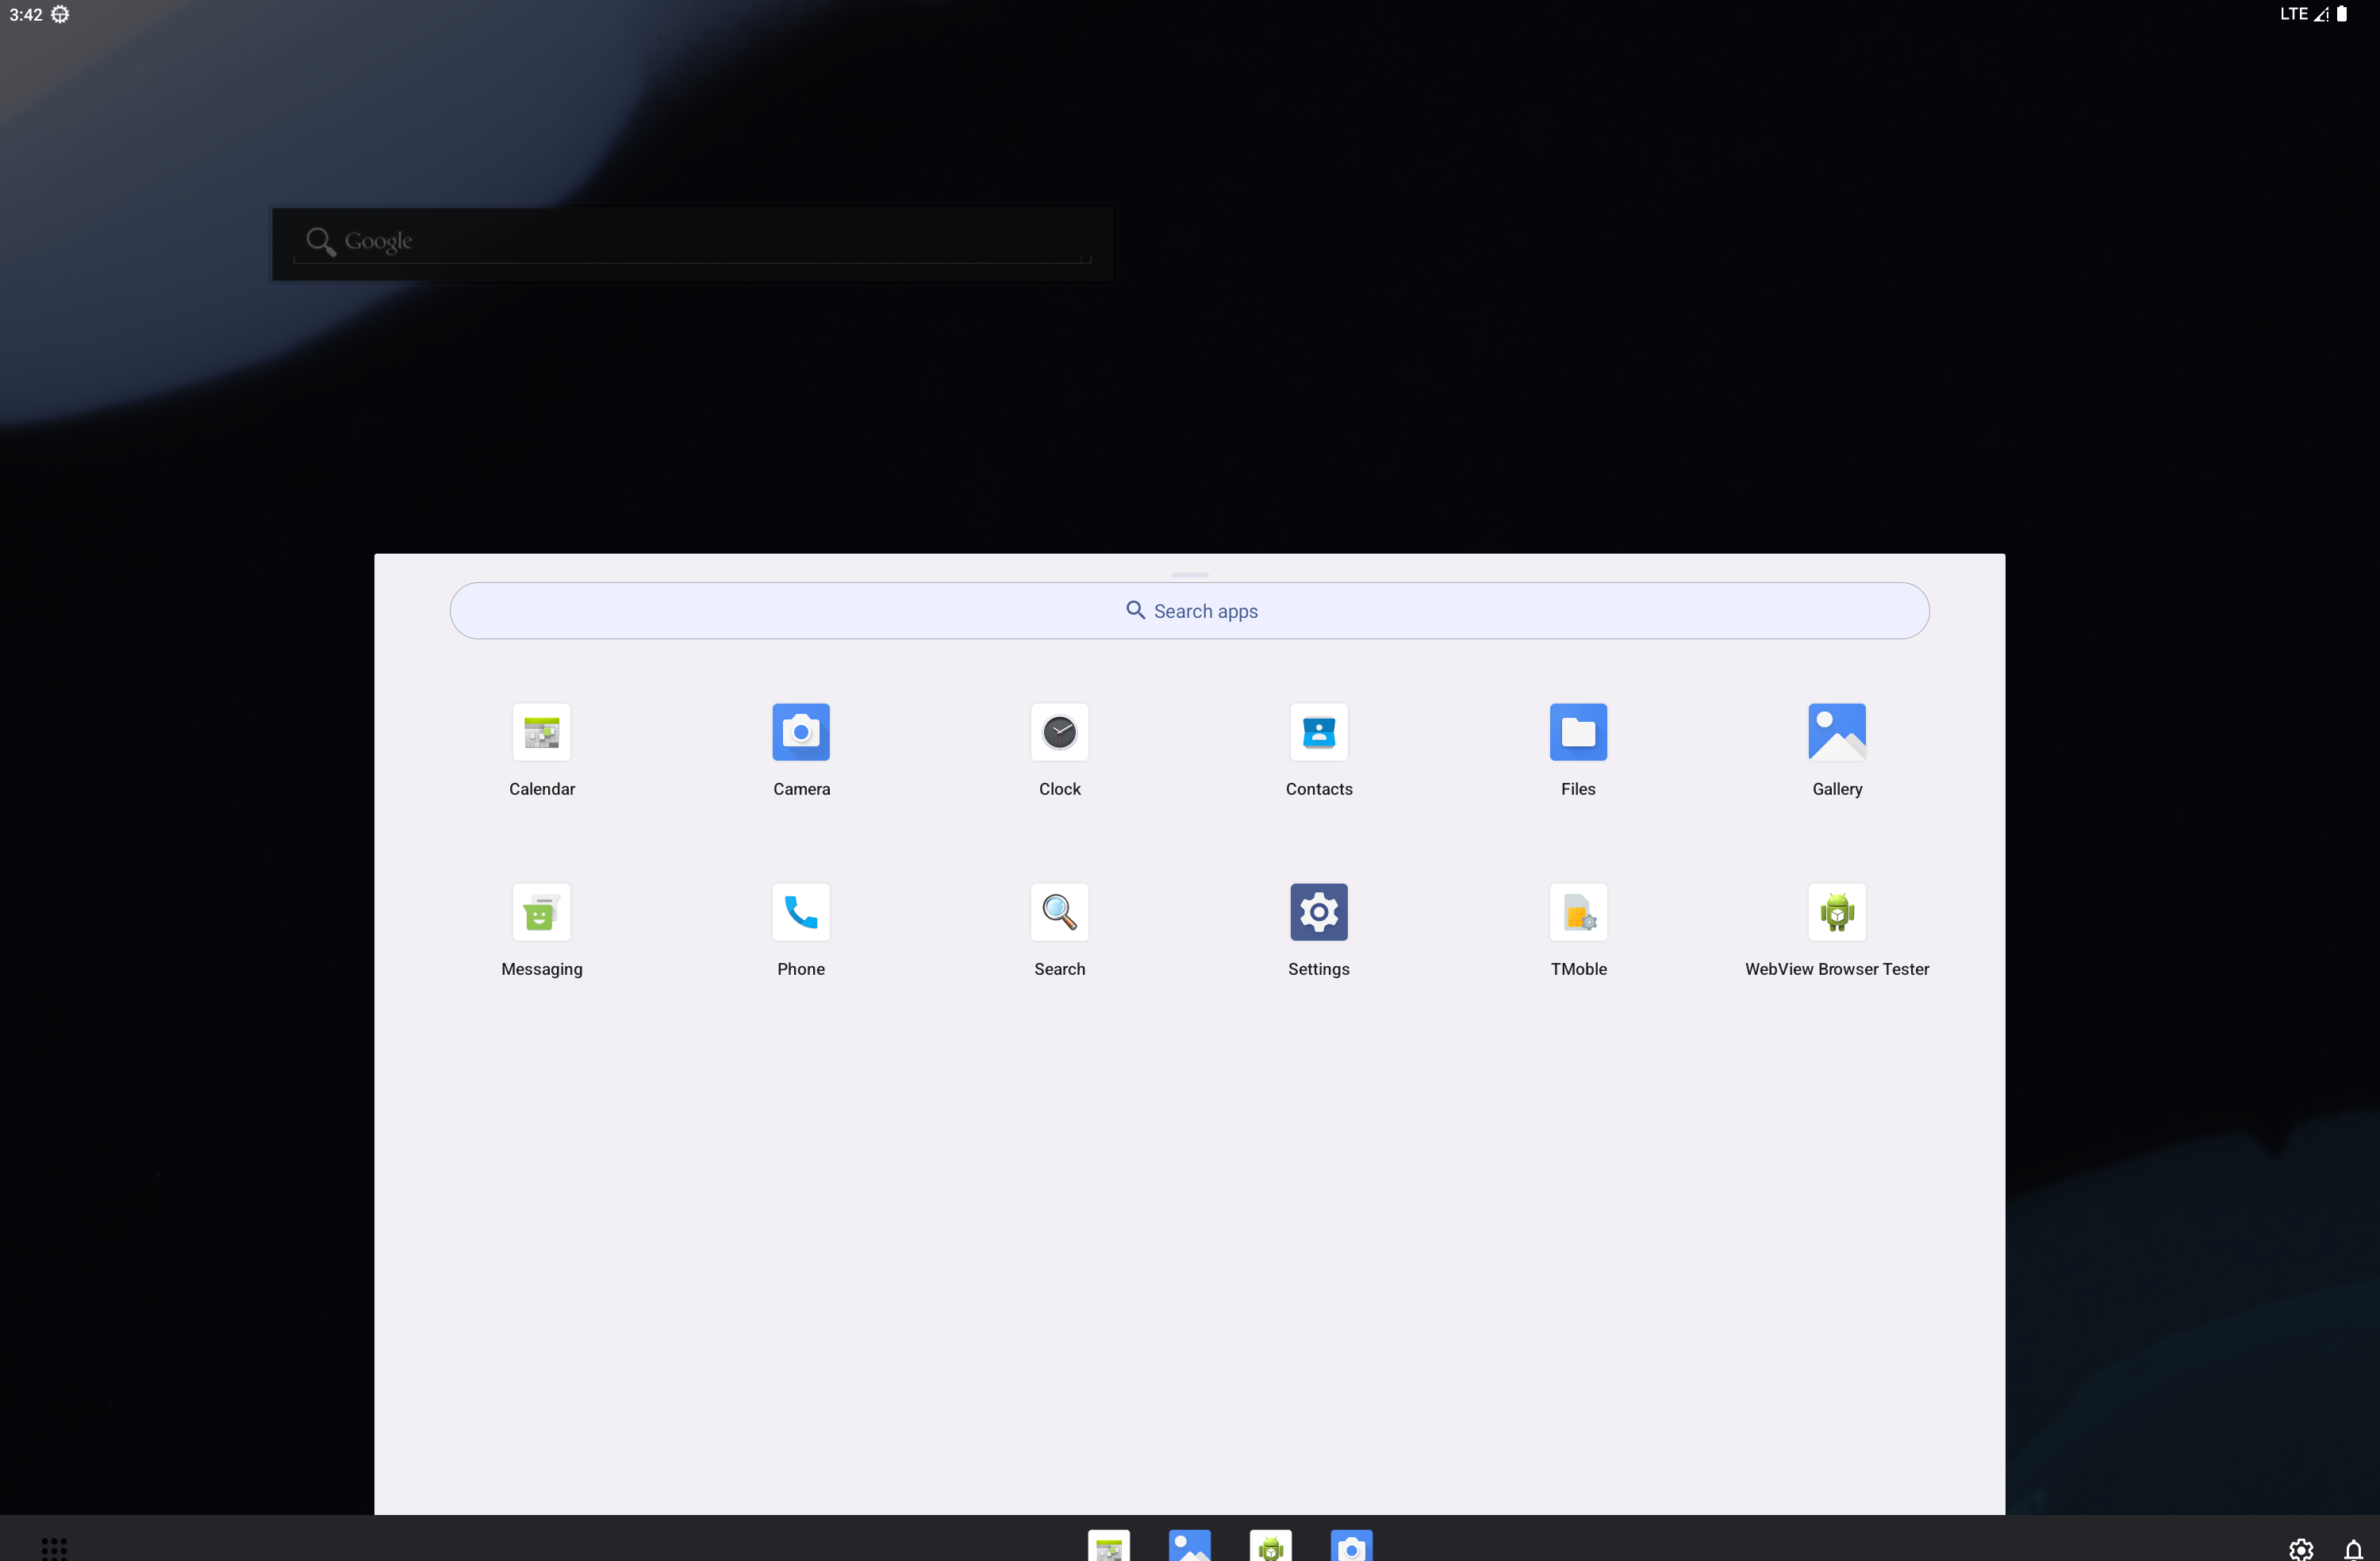 3:42 LTE
Google
Search apps
Calendar Camera Clock Contacts Files Gallery
Messaging Phone Search Settings TMoble WebView Browser Tester